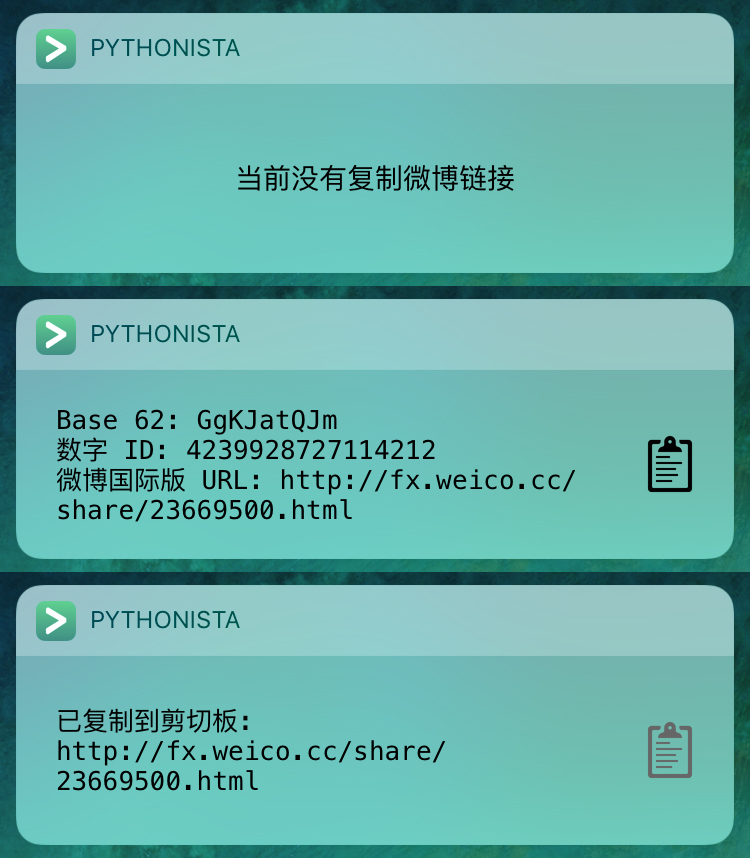 PYTHONISTA
当前没有复制微博链接
PYTHONISTA
Base 62: GgKJatQJm
数字 ID: 4239928727114212
微博国际版 URL: http://fx.weico.cc/
share/23669500.html
PYTHONISTA
已复制到剪切板:
http://fx.weico.cc/share/
23669500.html